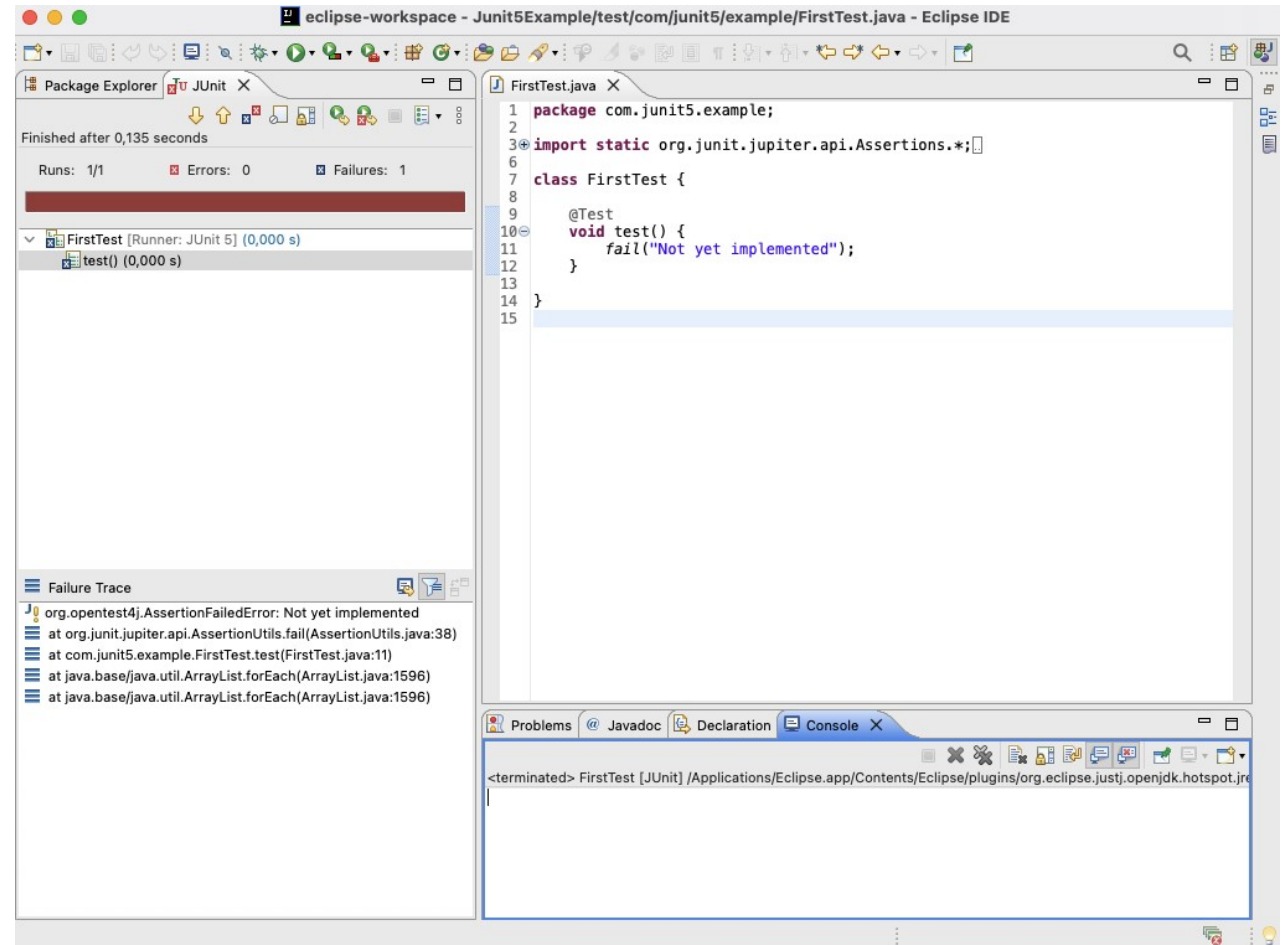 eclipse-workspace - Junit5Example/test/com/junit5/example/FirstTest.java - Eclipse IDE
Package Explorer JUnit
Finished after 0,135 seconds
Runs: 1/1 Errors: 0 Failures: 1
FirstTest [Runner: JUnit 5] (0,000 s)
test() (0,000 s)
Failure Trace
org.opentest4j.AssertionFailedError: Not yet implemented
at org.junit.jupiter.api.AssertionUtils.fail(AssertionUtils.java:38)
at com.junit5.example.FirstTest.test(FirstTest.java:11)
at java.base/java.util.ArrayList.forEach(ArrayList.java:1596)
at java.base/java.util.ArrayList.forEach(ArrayList.java:1596)
FirstTest.java
1 package com.junit5.example;
2
3 import static org.junit.jupiter.api.Assertions.*;
6
7 class FirstTest {
8
9 @Test
10 void test() {
11 fail("Not yet implemented");
12 }
13
14 }
15
Problems @ Javadoc Declaration Console
<terminated> FirstTest [JUnit] /Applications/Eclipse.app/Contents/Eclipse/plugins/org.eclipse.justj.openjdk.hotspot.jre